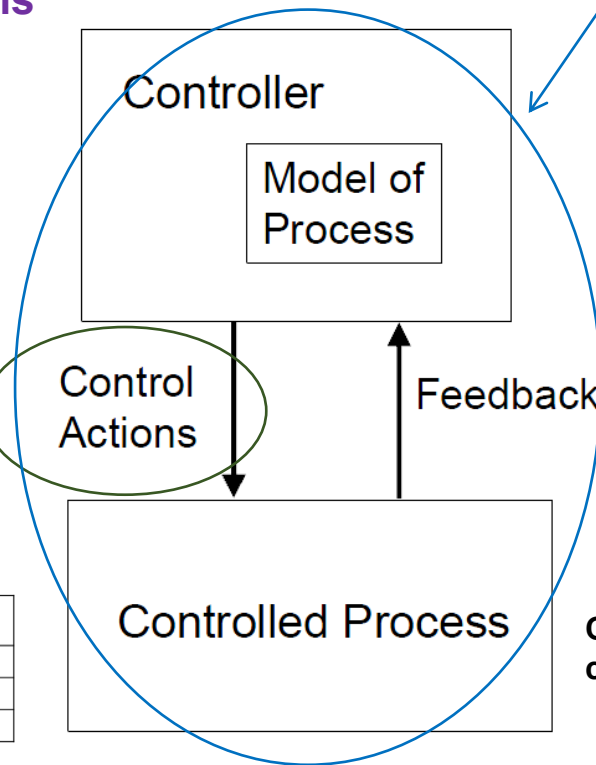 Controller
Model of
Process
Control
Actions
Feedback
Controlled Process